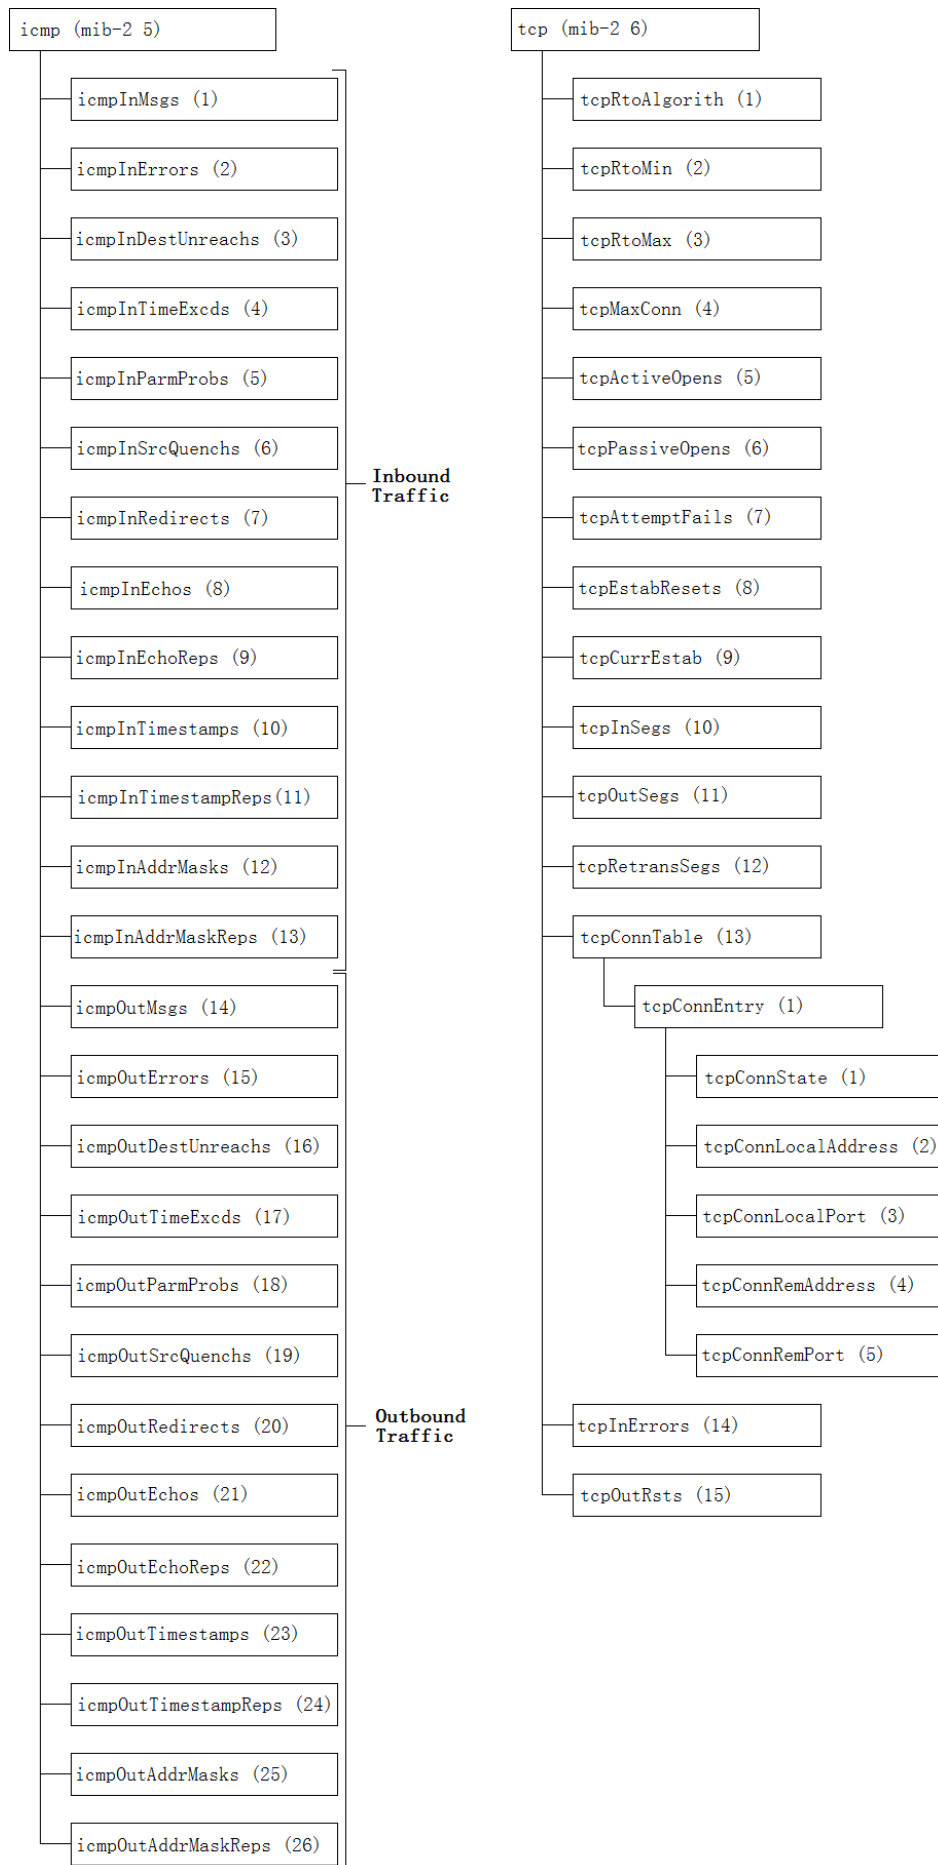 icmp (mib-2 5)
icmpInMsgs (1)
icmpInErrors (2)
icmpInDestUnreachs (3)
icmpInTimeExcds (4)
icmpInParmProbs (5)
icmpInSrcQuenchs (6)
icmpInRedirects (7)
icmpInEchos (8)
icmpInEchoReps (9)
icmpInTimestamps (10)
icmpInTimestampReps(11)
icmpInAddrMasks (12)
icmpInAddrMaskReps (13)
Inbound
Traffic
icmpOutMsgs (14)
icmpOutErrors (15)
icmpOutDestUnreachs (16)
icmpOutTimeExcds (17)
icmpOutParmProbs (18)
icmpOutSrcQuenchs (19)
icmpOutRedirects (20)
icmpOutEchos (21)
icmpOutEchoReps (22)
icmpOutTimestamps (23)
icmpOutTimestampReps (24)
icmpOutAddrMasks (25)
icmpOutAddrMaskReps (26)
Outbound
Traffic
tcp (mib-2 6)
tcpRtoAlgorith (1)
tcpRtoMin (2)
tcpRtoMax (3)
tcpMaxConn (4)
tcpActiveOpens (5)
tcpPassiveOpens (6)
tcpAttemptFails (7)
tcpEstabResets (8)
tcpCurrEstab (9)
tcpInSegs (10)
tcpOutSegs (11)
tcpRetransSegs (12)
tcpConnTable (13)
tcpConnEntry (1)
tcpConnState (1)
tcpConnLocalAddress (2)
tcpConnLocalPort (3)
tcpConnRemAddress (4)
tcpConnRemPort (5)
tcpInErrors (14)
tcpOutRsts (15)